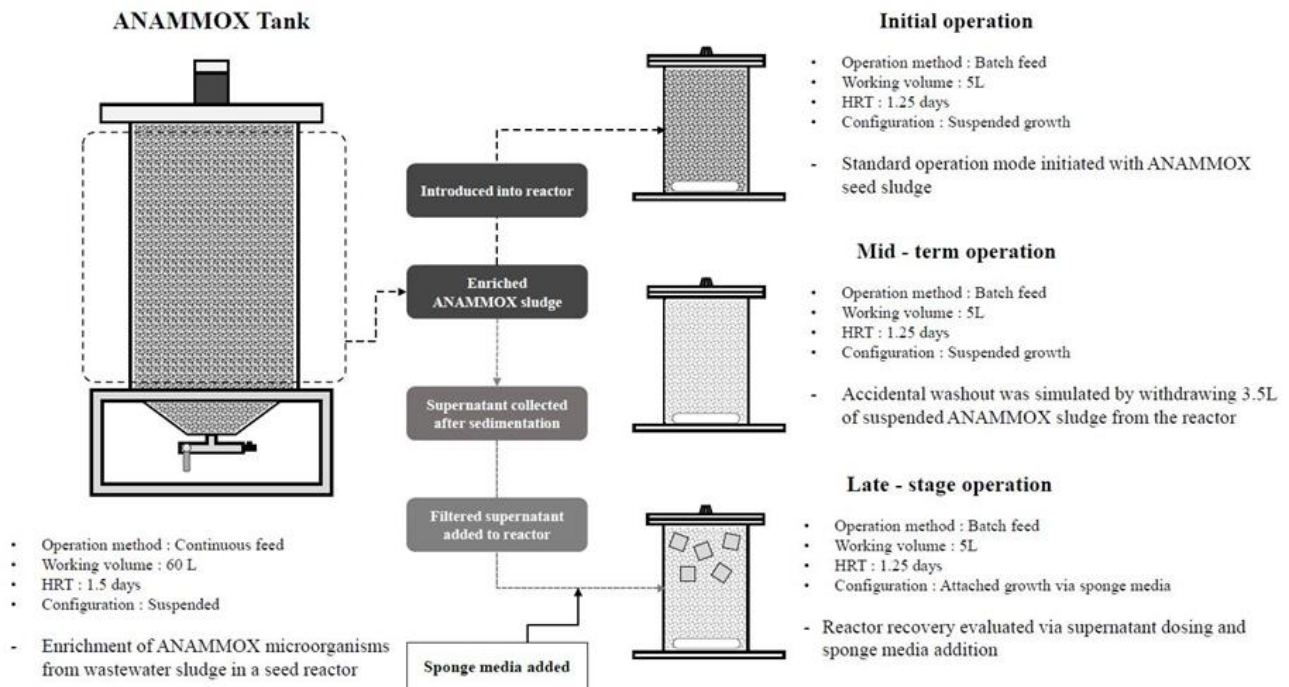 ANAMMOX Tank
• Operation method : Continuous feed
• Working volume : 60 L
• HRT : 1.5 days
• Configuration : Suspended
- Enrichment of ANAMMOX microorganisms
from wastewater sludge in a seed reactor
Introduced into reactor
Enriched
ANAMMOX sludge
Supernatant collected
after sedimentation
Filtered supernatant
added to reactor
Sponge media added
Initial operation
• Operation method : Batch feed
• Working volume : 5L
• HRT : 1.25 days
• Configuration : Suspended growth
- Standard operation mode initiated with ANAMMOX
seed sludge
Mid - term operation
• Operation method : Batch feed
• Working volume : 5L
• HRT : 1.25 days
• Configuration : Suspended growth
- Accidental washout was simulated by withdrawing 3.5L
of suspended ANAMMOX sludge from the reactor
Late - stage operation
• Operation method : Batch feed
• Working volume : 5L
• HRT : 1.25 days
• Configuration : Attached growth via sponge media
- Reactor recovery evaluated via supernatant dosing and
sponge media addition